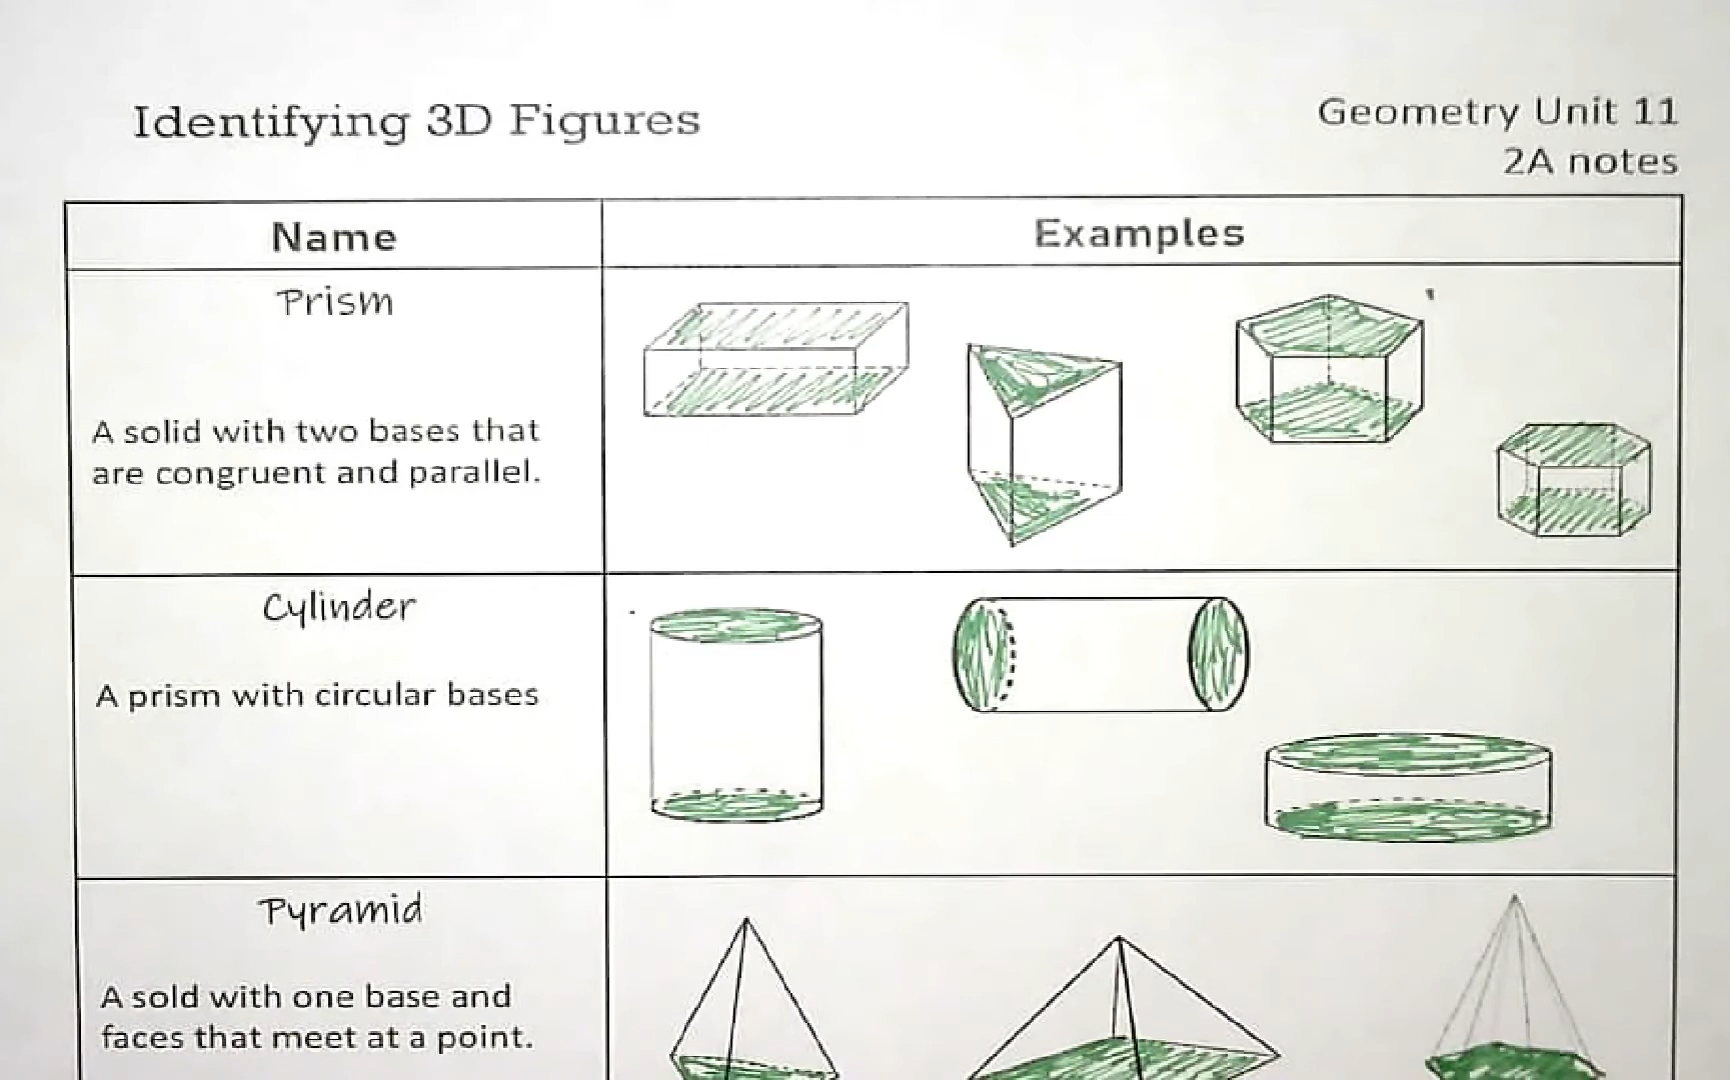 Identifying 3D Figures
Geometry Unit 11
2A notes
Name
Examples
Prism
A solid with two bases that
are congruent and parallel.
Cylinder
A prism with circular bases
Pyramid
A sold with one base and
faces that meet at a point.